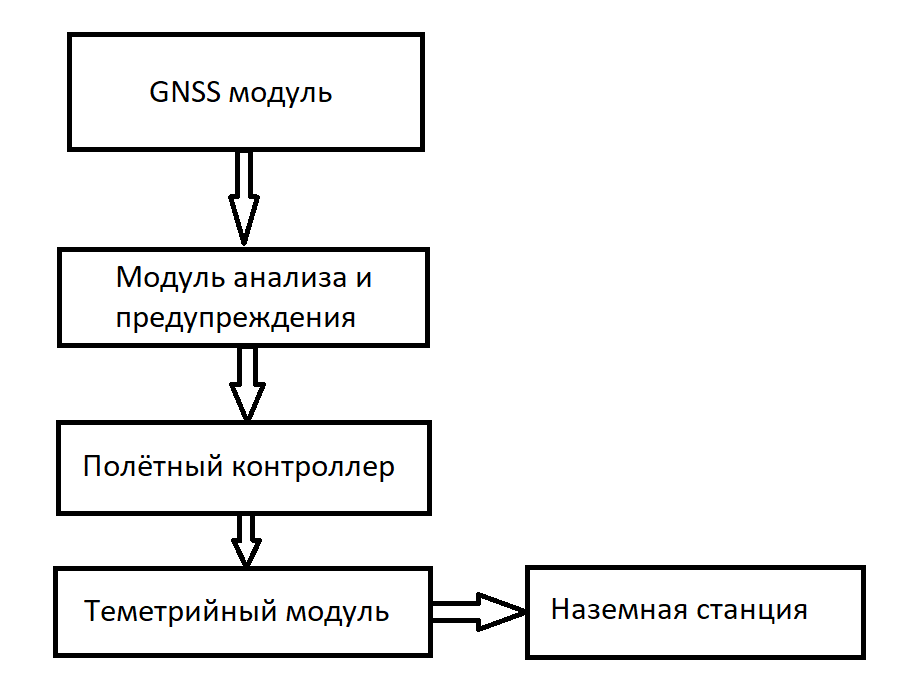 GNSS модуль
Модуль анализа и
предупреждения
Полётный контроллер
Теметрийный модуль
Наземная станция